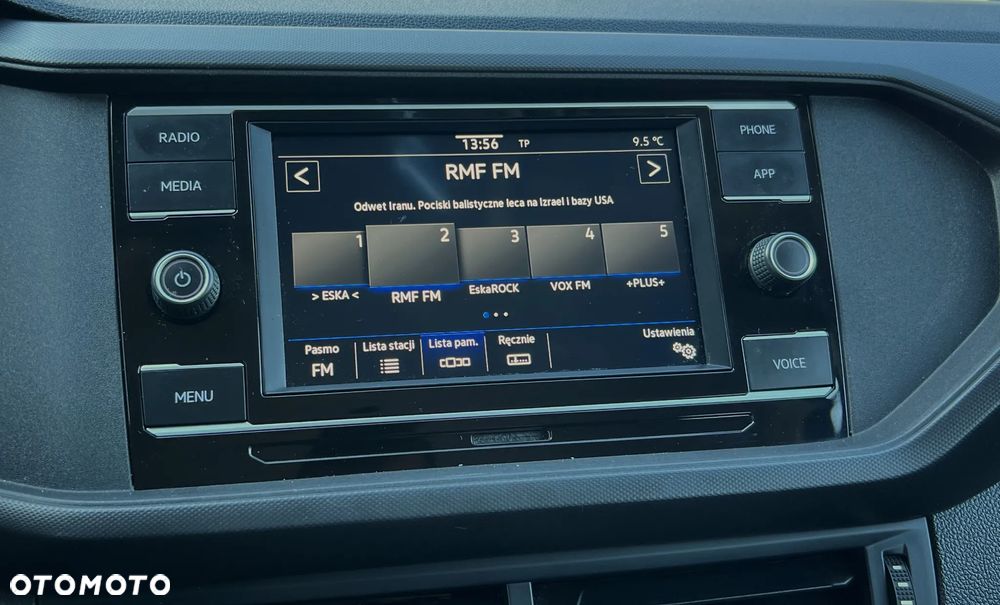 RADIO
MEDIA
MENU
PHONE
APP
VOICE
13:56 TP 9.5 °C
< RMF FM >
Odwet Iranu. Pociski balistyczne leca na Izrael i bazy USA
1 2 3 4 5
> ESKA < RMF FM EskaROCK VOX FM +PLUS+
Pasmo Lista stacji Lista pam. Ręcznie Ustawienia
FM
OTOMOTO